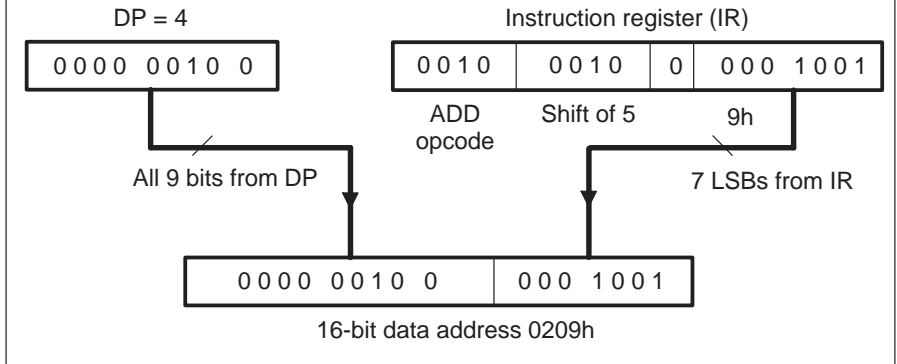 DP = 4
Instruction register (IR)
0000 0010 0
0010 0010 0 000 1001
ADD opcode
Shift of 5
9h
All 9 bits from DP
7 LSBs from IR
0000 0010 0 000 1001
16-bit data address 0209h